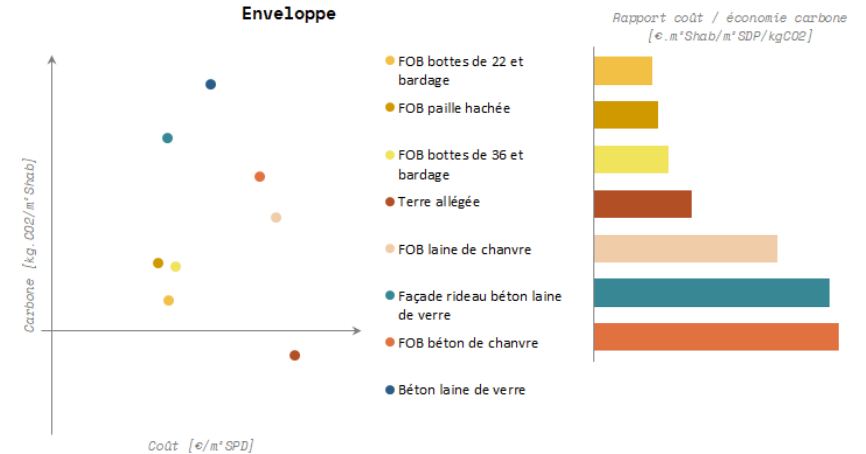 Enveloppe
Rapport coût / économie carbone
[€.m²Shab/m²SDP/kgCO2]
Carbone [kg.CO2/m²Shab]
Coût [€/m²SPD]
FOB bottes de 22 et
bardage
FOB paille hachée
FOB bottes de 36 et
bardage
Terre allégée
FOB laine de chanvre
Façade rideau béton laine
de verre
FOB béton de chanvre
Béton laine de verre